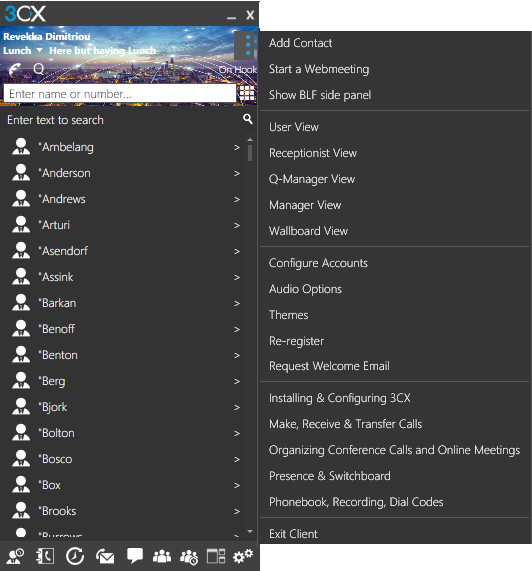 3CX
Revekka Dimitriou
Lunch Here but having Lunch
On Hook
Enter name or number...
Enter text to search
*Ambelang >
*Anderson >
*Andrews >
*Arturi >
*Asendorf >
*Assink >
*Barkan >
*Benoff >
*Benton >
*Berg >
*Bjork >
*Bolton >
*Bosco >
*Box >
*Brooks >
*Burrows >
Add Contact
Start a Webmeeting
Show BLF side panel
User View
Receptionist View
Q-Manager View
Manager View
Wallboard View
Configure Accounts
Audio Options
Themes
Re-register
Request Welcome Email
Installing & Configuring 3CX
Make, Receive & Transfer Calls
Organizing Conference Calls and Online Meetings
Presence & Switchboard
Phonebook, Recording, Dial Codes
Exit Client